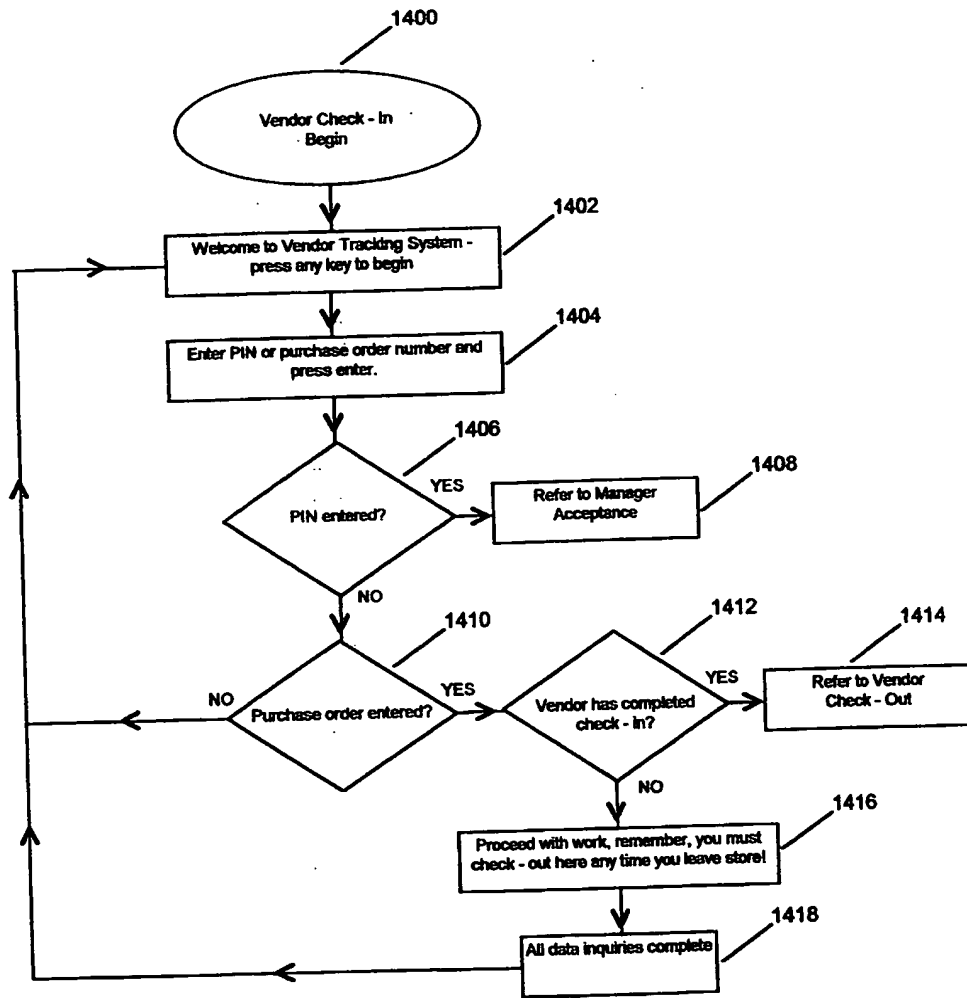 1400
Vendor Check - In
Begin
1402
Welcome to Vendor Tracking System -
press any key to begin
1404
Enter PIN or purchase order number and
press enter.
1406
PIN entered?
YES
1408
Refer to Manager
Acceptance
NO
1410
Purchase order entered?
NO
YES
1412
Vendor has completed
check - In?
YES
1414
Refer to Vendor
Check - Out
NO
1416
Proceed with work, remember, you must
check - out here any time you leave store!
1418
All data inquiries complete